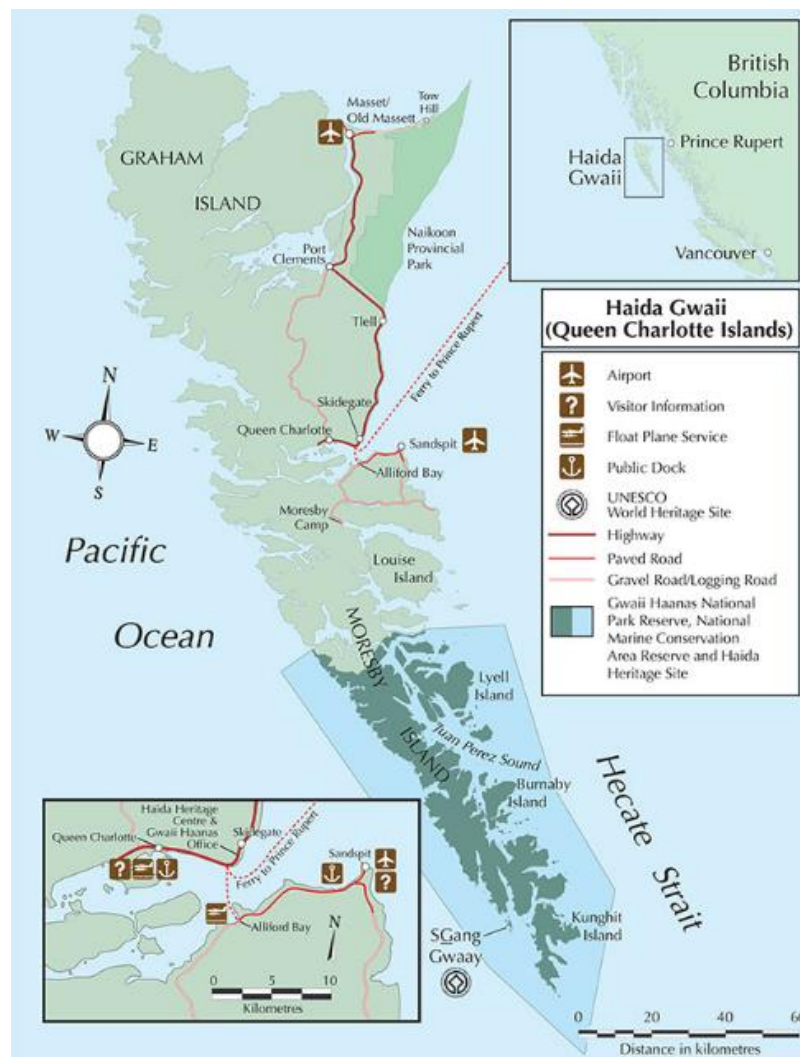 British
Columbia
Prince Rupert
Haida
Gwaii
Vancouver
Masset/
Old Massett
Tow
Hill
GRAHAM
ISLAND
Naikoon
Provincial
Park
Port
Clements
Tlell
Ferry to Prince Rupert
Skidegate
Queen Charlotte
Sandspit
Alliford Bay
Moresby
Camp
Louise
Island
N
W
E
S
Pacific
Ocean
Haida Gwaii
(Queen Charlotte Islands)
Airport
?
Visitor Information
Float Plane Service
Public Dock
UNESCO
World Heritage Site
Highway
Paved Road
Gravel Road/Logging Road
Gwaii Haanas National
Park Reserve, National
Marine Conservation
Area Reserve and Haida
Heritage Site
MORESBY
ISLAND
Lyell
Island
Juan Perez Sound
Burnaby
Island
Hecate Strait
Kunghit
Island
SGang
Gwaay
Haida Heritage
Centre &
Gwaii Haanas
Office
Queen Charlotte
Skidegate
Ferry to Prince Rupert
Sandspit
?
?
Alliford Bay
N
0 5 10
Kilometres
0 20 40 60
Distance in kilometres